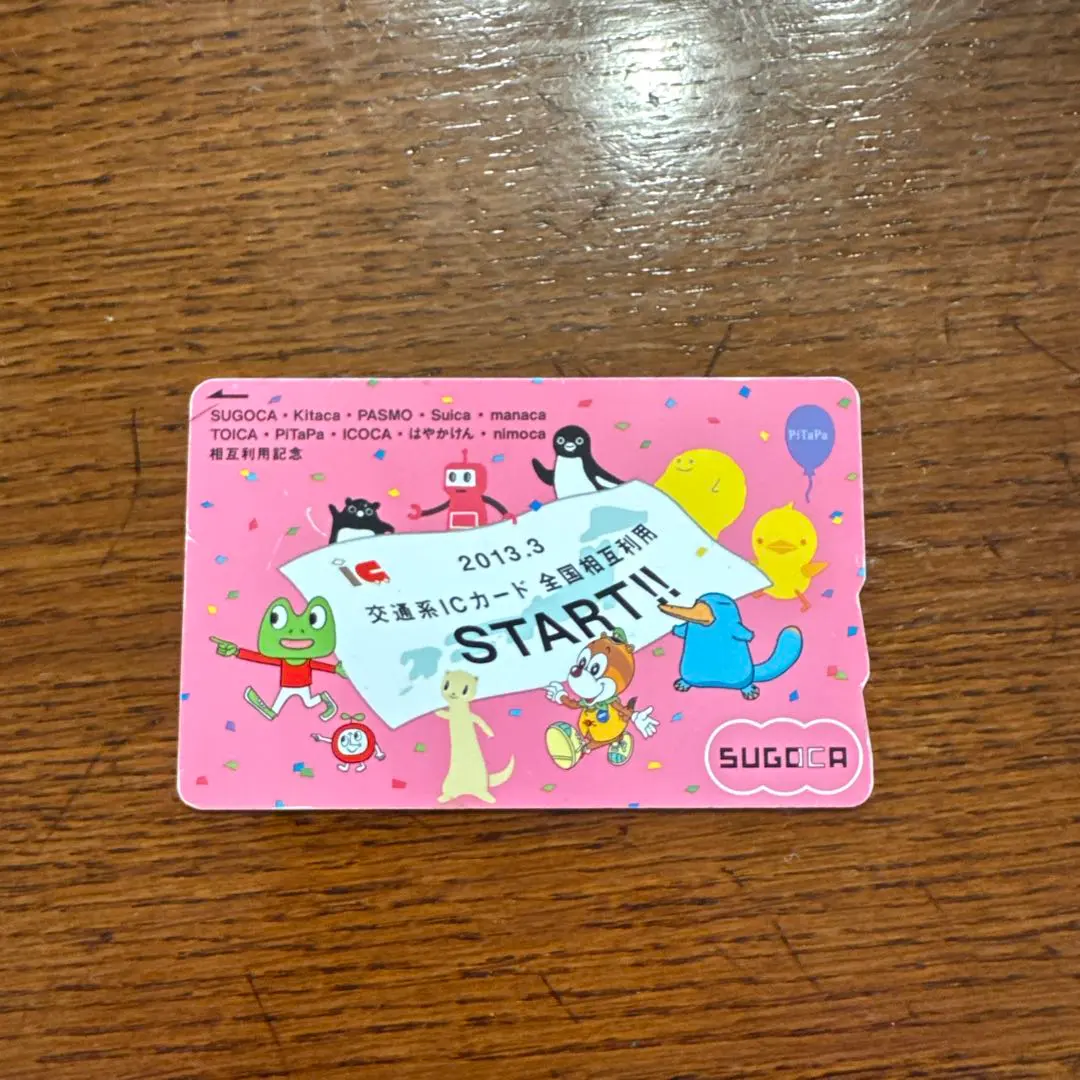 SUGOCA・Kitaca・PASMO・Suica・manaca
TOICA・PiTaPa・ICOCA・はやかけん・nimoca
相互利用記念
PiTaPa
IC
2013.3
交通系ICカード 全国相互利用
START!!
SUGOCA